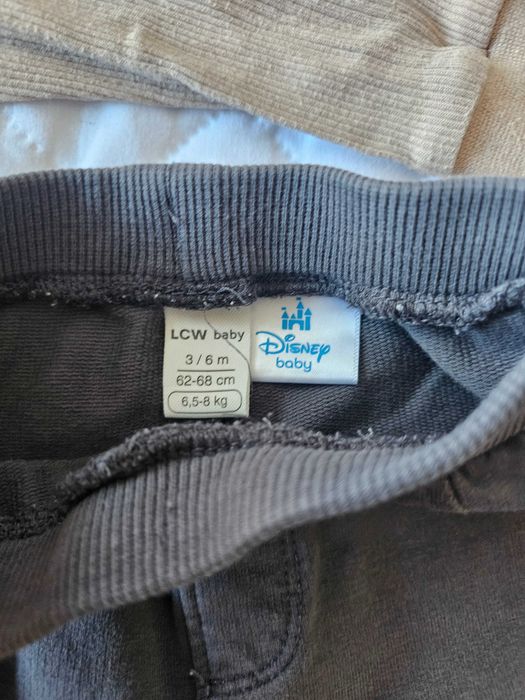 LCW baby
3 / 6 m
62-68 cm
6,5-8 kg
Disney
baby